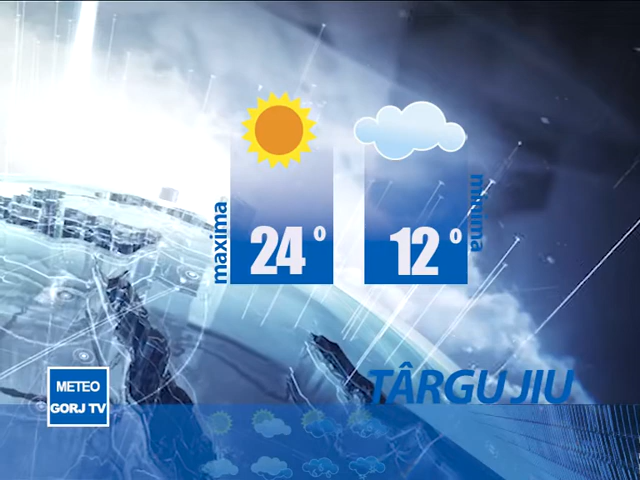 maxima
24°
12°
minima
TÂRGU JIU
METEO
GORJ TV